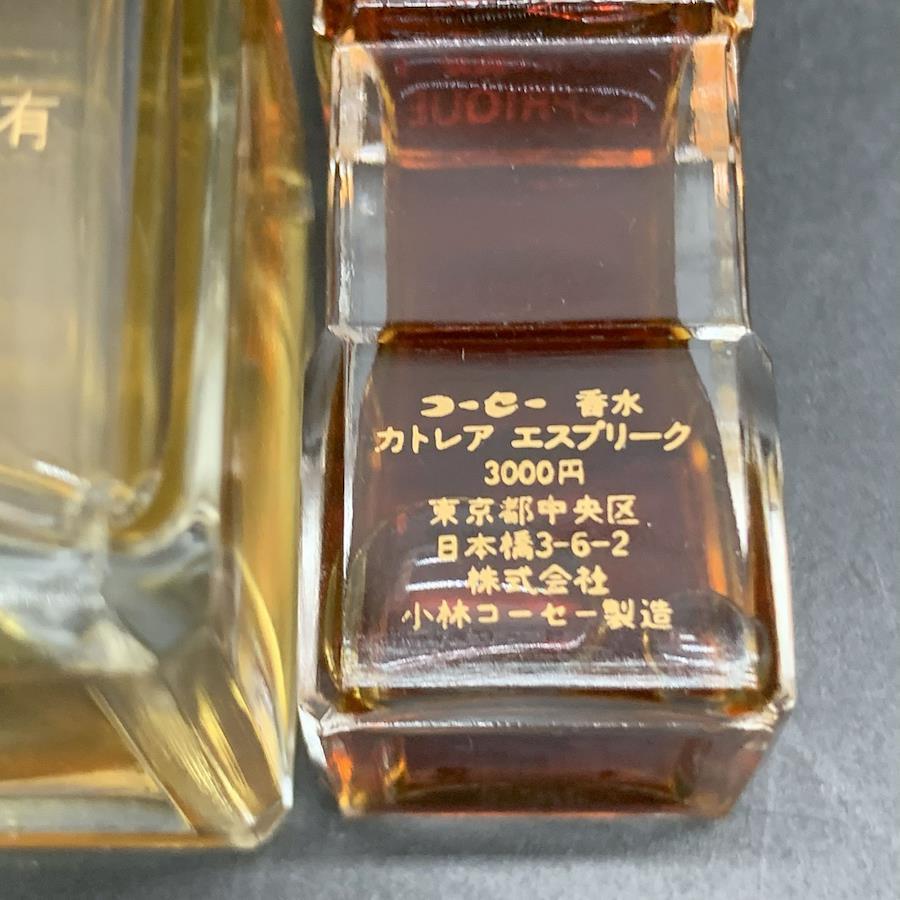 有
ESPRIQUE
コーセー 香水
カトレア エスプリーク
3000円
東京都中央区
日本橋3-6-2
株式会社
小林コーセー製造